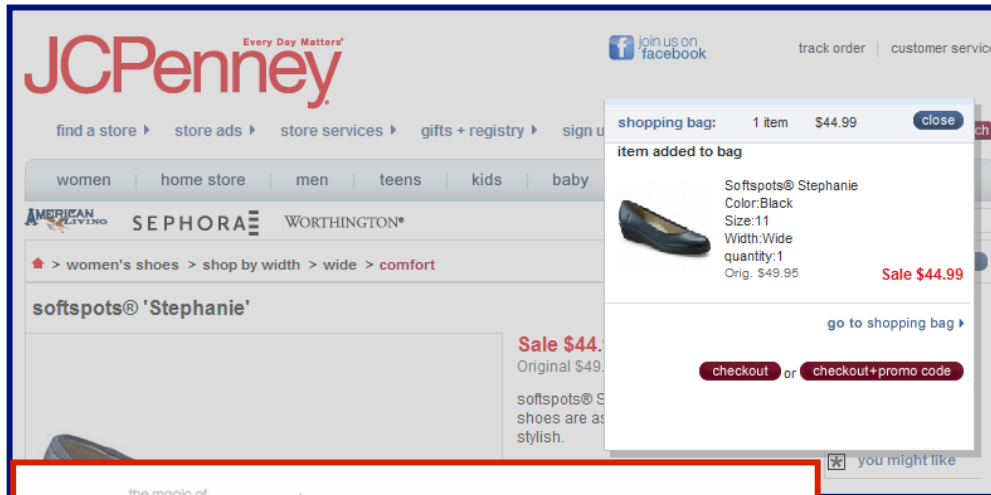 Every Day Matters®
JCPenney
join us on
facebook
track order | customer service
find a store store ads store services gifts + registry sign u
women home store men teens kids baby
AMERICAN
LIVING
SEPHORA
WORTHINGTON®
> women's shoes > shop by width > wide > comfort
softspots® 'Stephanie'
Sale $44.
Original $49.
softspots® S
shoes are as
stylish.
shopping bag: 1 item $44.99 close
ch
item added to bag
Softspots® Stephanie
Color:Black
Size:11
Width:Wide
quantity:1
Orig. $49.95
Sale $44.99
go to shopping bag
checkout or checkout+promo code
you might like
the magic of